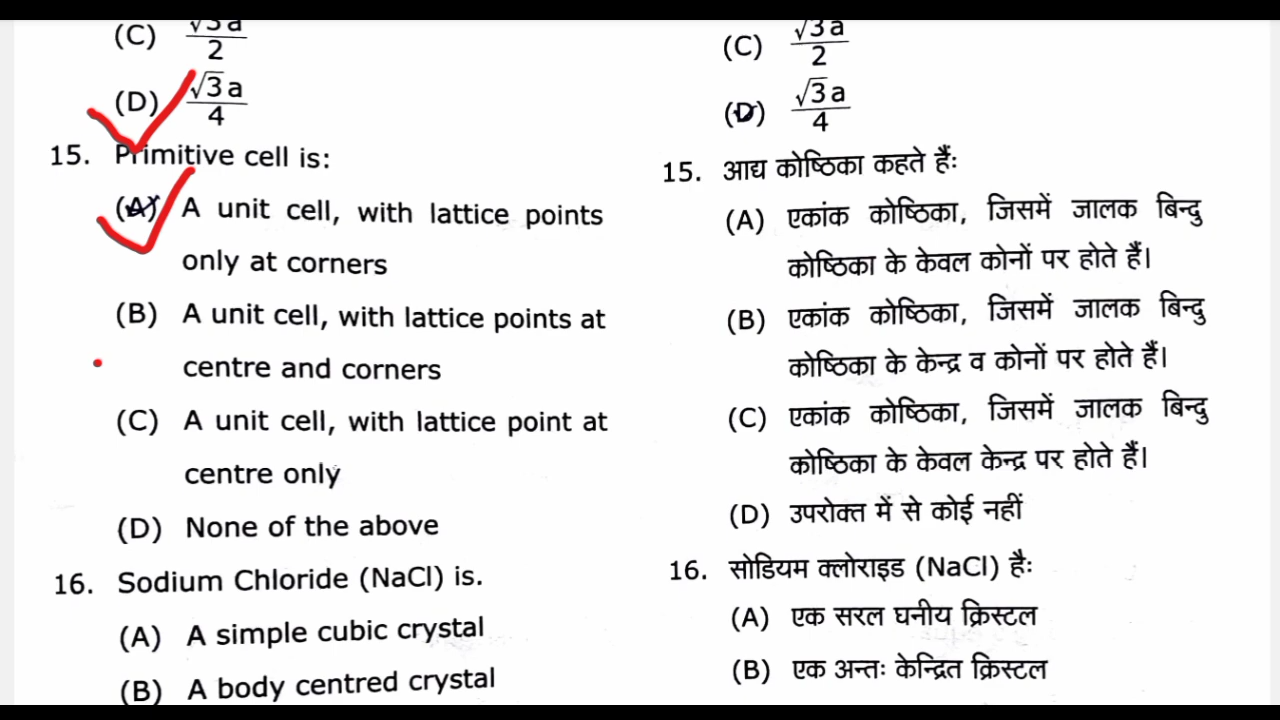 (C) √3a
2
(D) √3a
4
15. Primitive cell is:
(A) A unit cell, with lattice points
only at corners
(B) A unit cell, with lattice points at
centre and corners
(C) A unit cell, with lattice point at
centre only
(D) None of the above
16. Sodium Chloride (NaCl) is.
(A) A simple cubic crystal
(B) A body centred crystal
(C) √3a
2
(D) √3a
4
15. आद्य कोष्ठिका कहते हैंः
(A) एकांक कोष्ठिका, जिसमें जालक बिन्दु
कोष्ठिका के केवल कोनों पर होते हैं।
(B) एकांक कोष्ठिका, जिसमें जालक बिन्दु
कोष्ठिका के केन्द्र व कोनों पर होते हैं।
(C) एकांक कोष्ठिका, जिसमें जालक बिन्दु
कोष्ठिका के केवल केन्द्र पर होते हैं।
(D) उपरोक्त में से कोई नहीं
16. सोडियम क्लोराइड (NaCl) हैः
(A) एक सरल घनीय क्रिस्टल
(B) एक अन्तः केन्द्रित क्रिस्टल